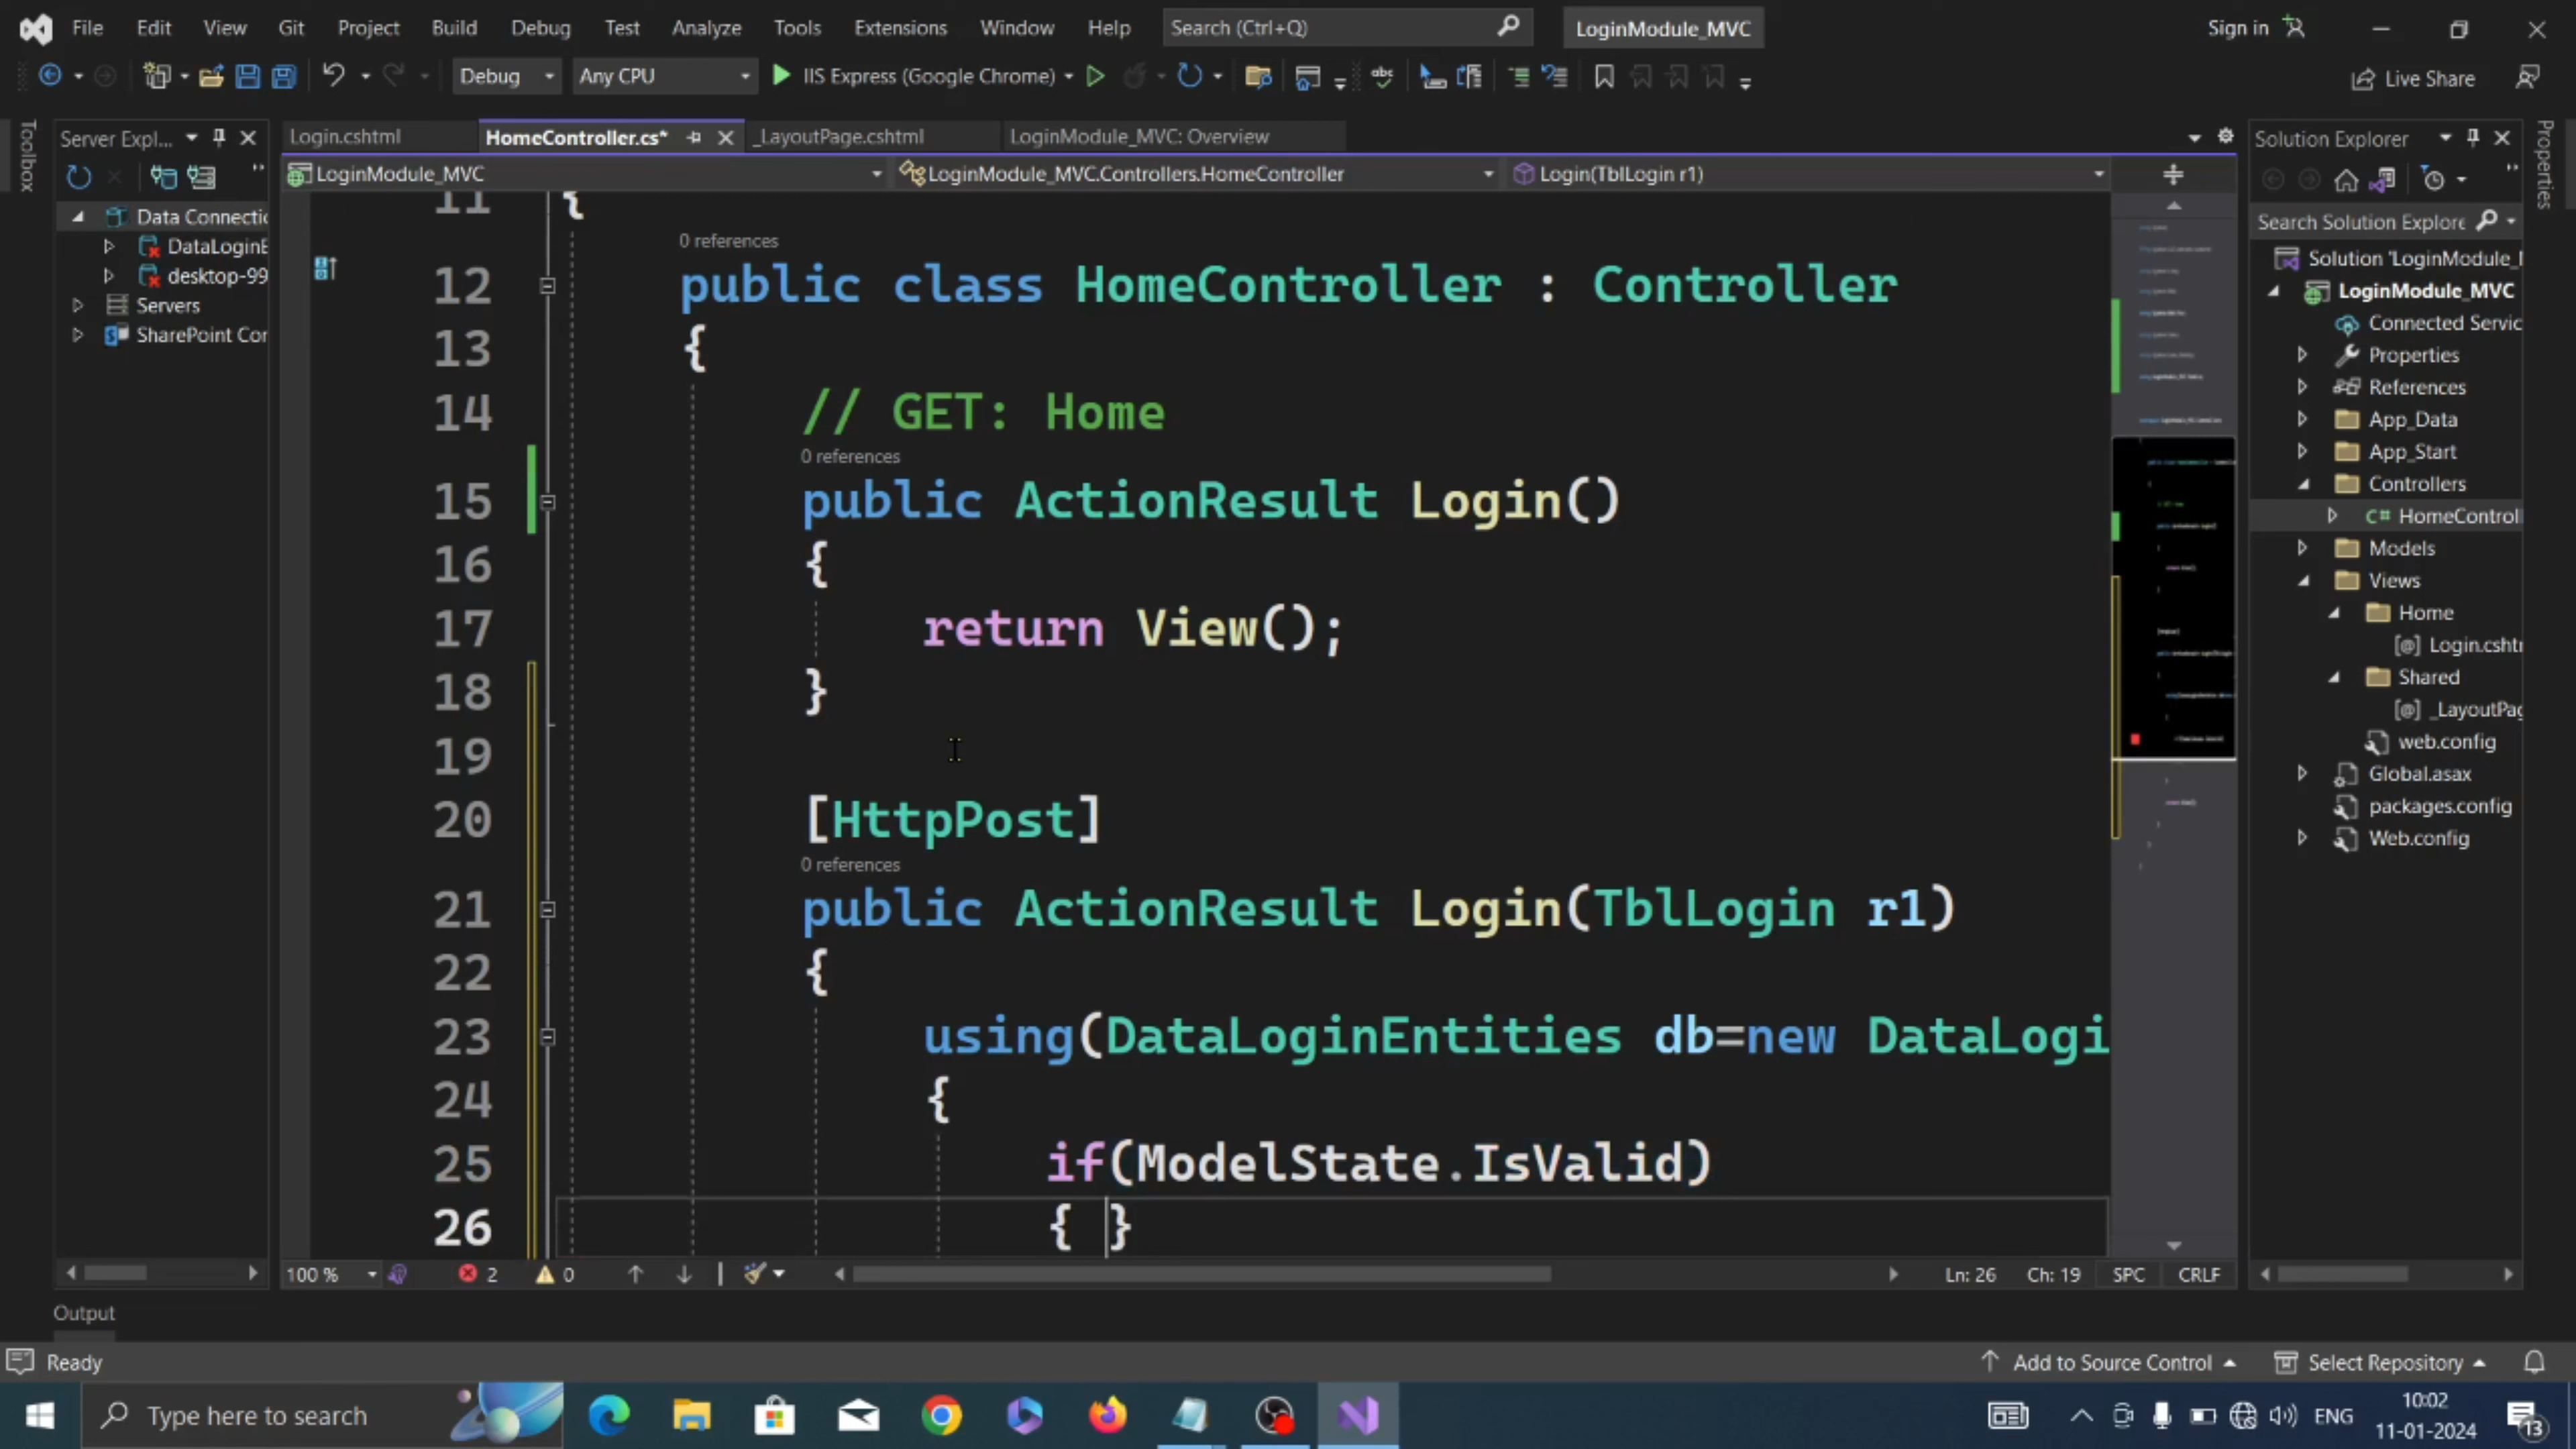 File Edit View Git Project Build Debug Test Analyze Tools Extensions Window Help Search (Ctrl+Q) LoginModule_MVC Sign in
Debug Any CPU IIS Express (Google Chrome) Live Share
Toolbox
Server Expl...
Login.cshtml HomeController.cs* _LayoutPage.cshtml LoginModule_MVC: Overview
Solution Explorer
Properties
LoginModule_MVC LoginModule_MVC.Controllers.HomeController Login(TblLogin r1)
Data Connectic
DataLoginE
desktop-99
Servers
SharePoint Cor
11 {
0 references
12 public class HomeController : Controller
13 {
14 // GET: Home
0 references
15 public ActionResult Login()
16 {
17 return View();
18 }
19
20 [HttpPost]
0 references
21 public ActionResult Login(TblLogin r1)
22 {
23 using(DataLoginEntities db=new DataLogi
24 {
25 if(ModelState.IsValid)
26 { }
Search Solution Explore
Solution 'LoginModule_
LoginModule_MVC
Connected Servic
Properties
References
App_Data
App_Start
Controllers
C# HomeControl
Models
Views
Home
[@] Login.cshtr
Shared
[@] _LayoutPag
web.config
Global.asax
packages.config
Web.config
100 % 2 0 Ln: 26 Ch: 19 SPC CRLF
Output
Ready Add to Source Control Select Repository
Type here to search ENG 10:02
11-01-2024 13